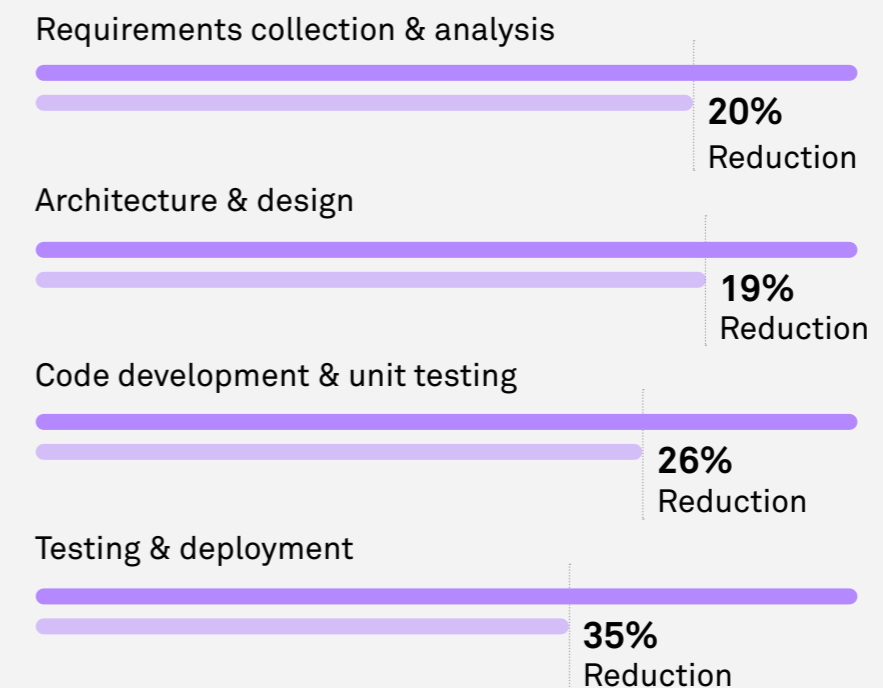 Requirements collection & analysis
20%
Reduction
Architecture & design
19%
Reduction
Code development & unit testing
26%
Reduction
Testing & deployment
35%
Reduction